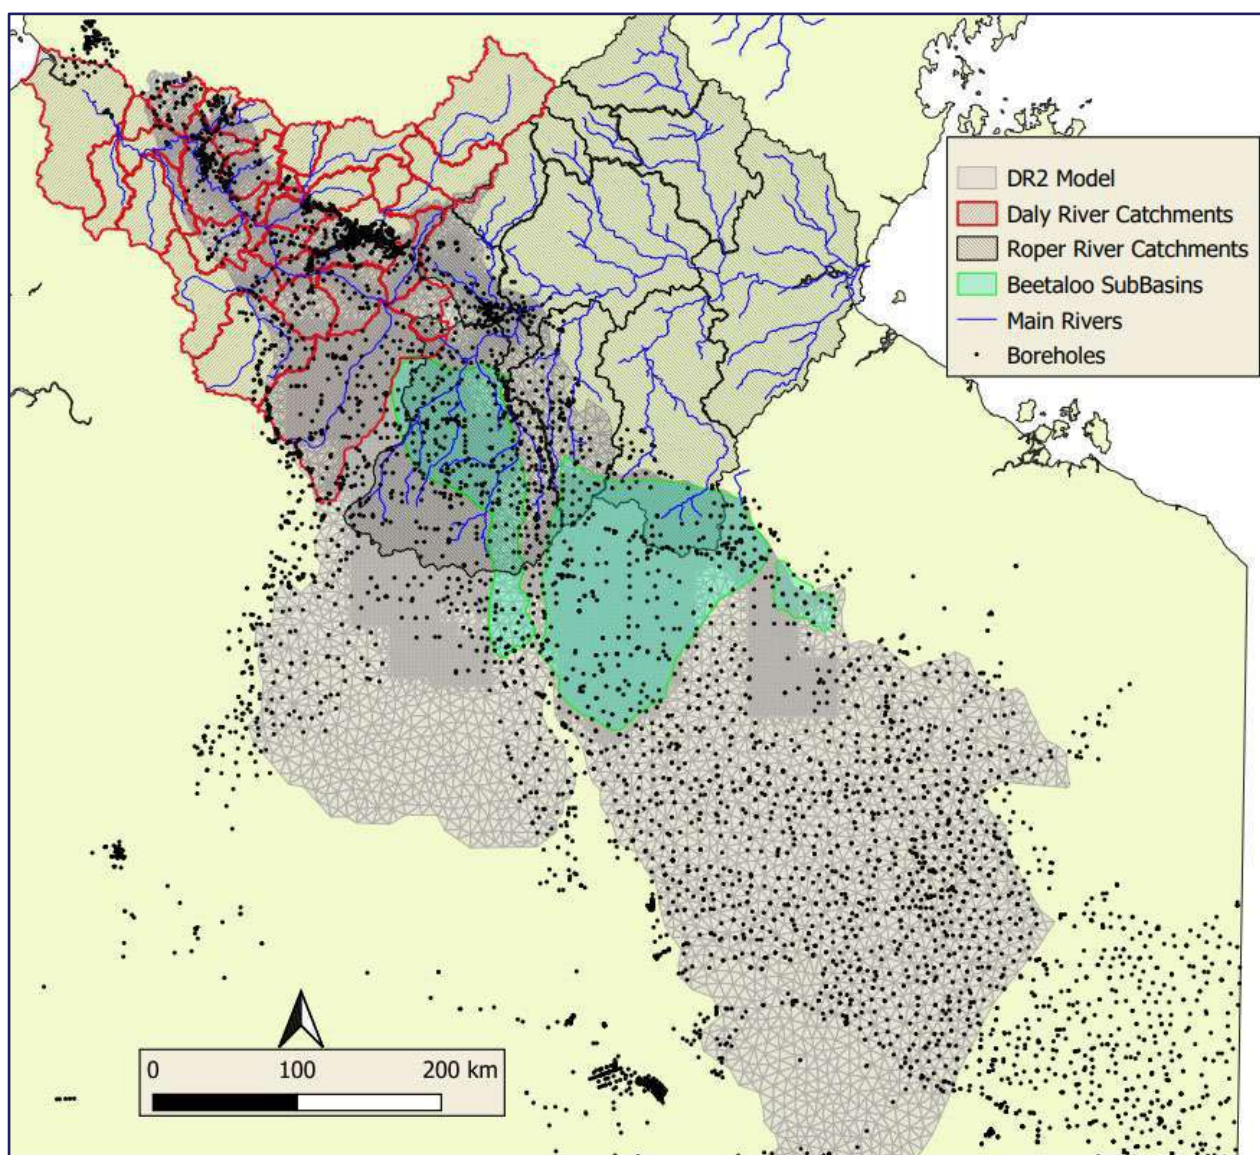 DR2 Model
Daly River Catchments
Roper River Catchments
Beetaloo SubBasins
Main Rivers
Boreholes
0 100 200 km